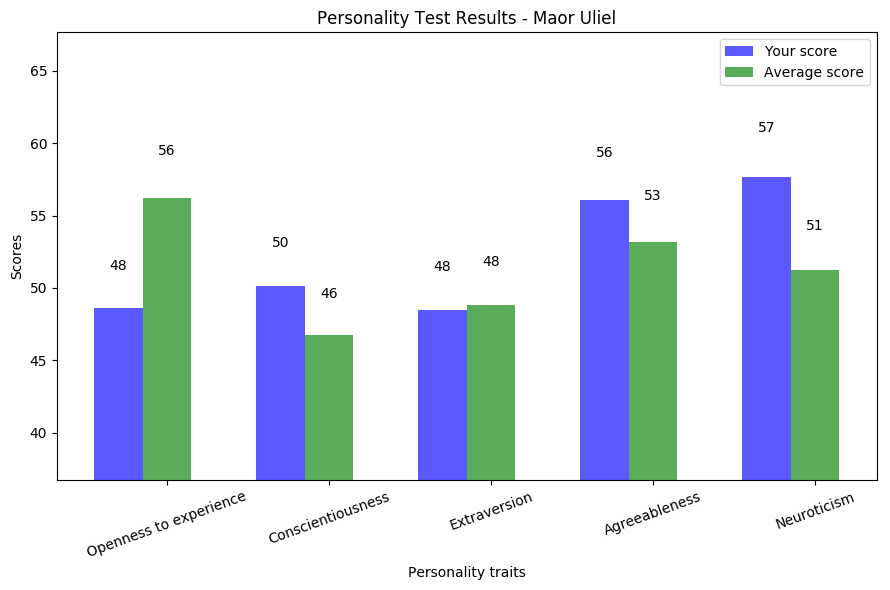 Personality Test Results - Maor Uliel
Your score
Average score
65
60
55
50
45
40
Scores
48
56
50
46
48
48
56
53
57
51
Openness to experience
Conscientiousness
Extraversion
Agreeableness
Neuroticism
Personality traits